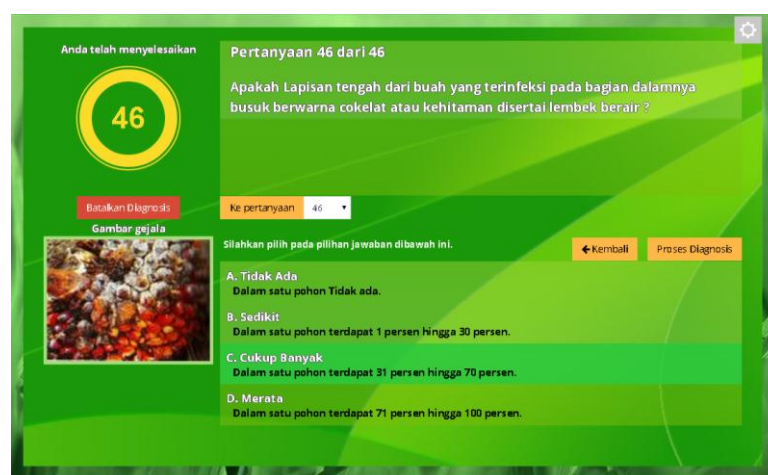 Anda telah menyelesaikan
46
Batalkan Diagnosis
Gambar gejala
Pertanyaan 46 dari 46
Apakah Lapisan tengah dari buah yang terinfeksi pada bagian dalamnya
busuk berwarna cokelat atau kehitaman disertai lembek berair ?
Ke pertanyaan 46
Silahkan pilih pada pilihan jawaban dibawah ini.
Kembali Proses Diagnosis
A. Tidak Ada
Dalam satu pohon Tidak ada.
B. Sedikit
Dalam satu pohon terdapat 1 persen hingga 30 persen.
C. Cukup Banyak
Dalam satu pohon terdapat 31 persen hingga 70 persen.
D. Merata
Dalam satu pohon terdapat 71 persen hingga 100 persen.